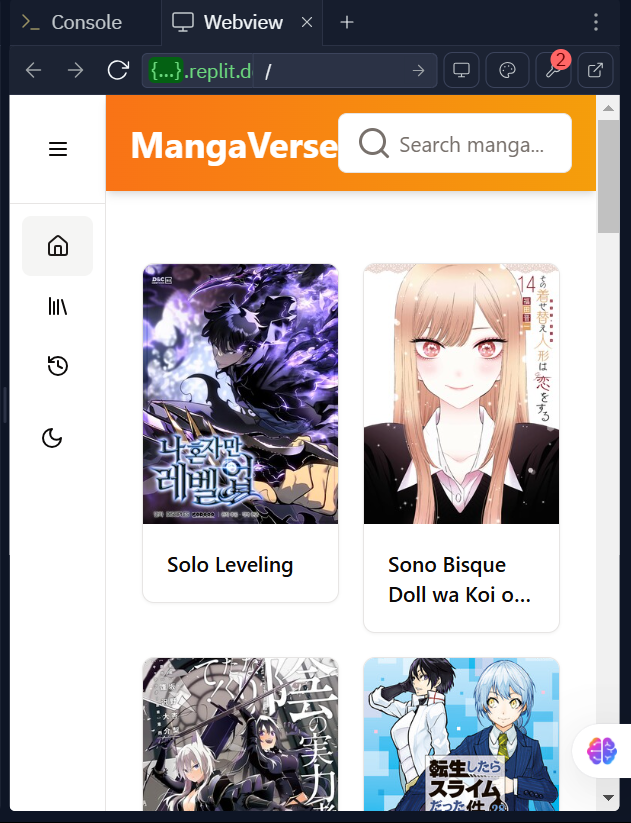 Console
Webview
{...}.replit.d /
2
MangaVerse
Search manga...
D&C
나 혼자만
레벨업
14
その着せ替え人形は恋をする
Solo Leveling
Sono Bisque
Doll wa Koi o...
陰の実力者
転生したら
スライム
だった件